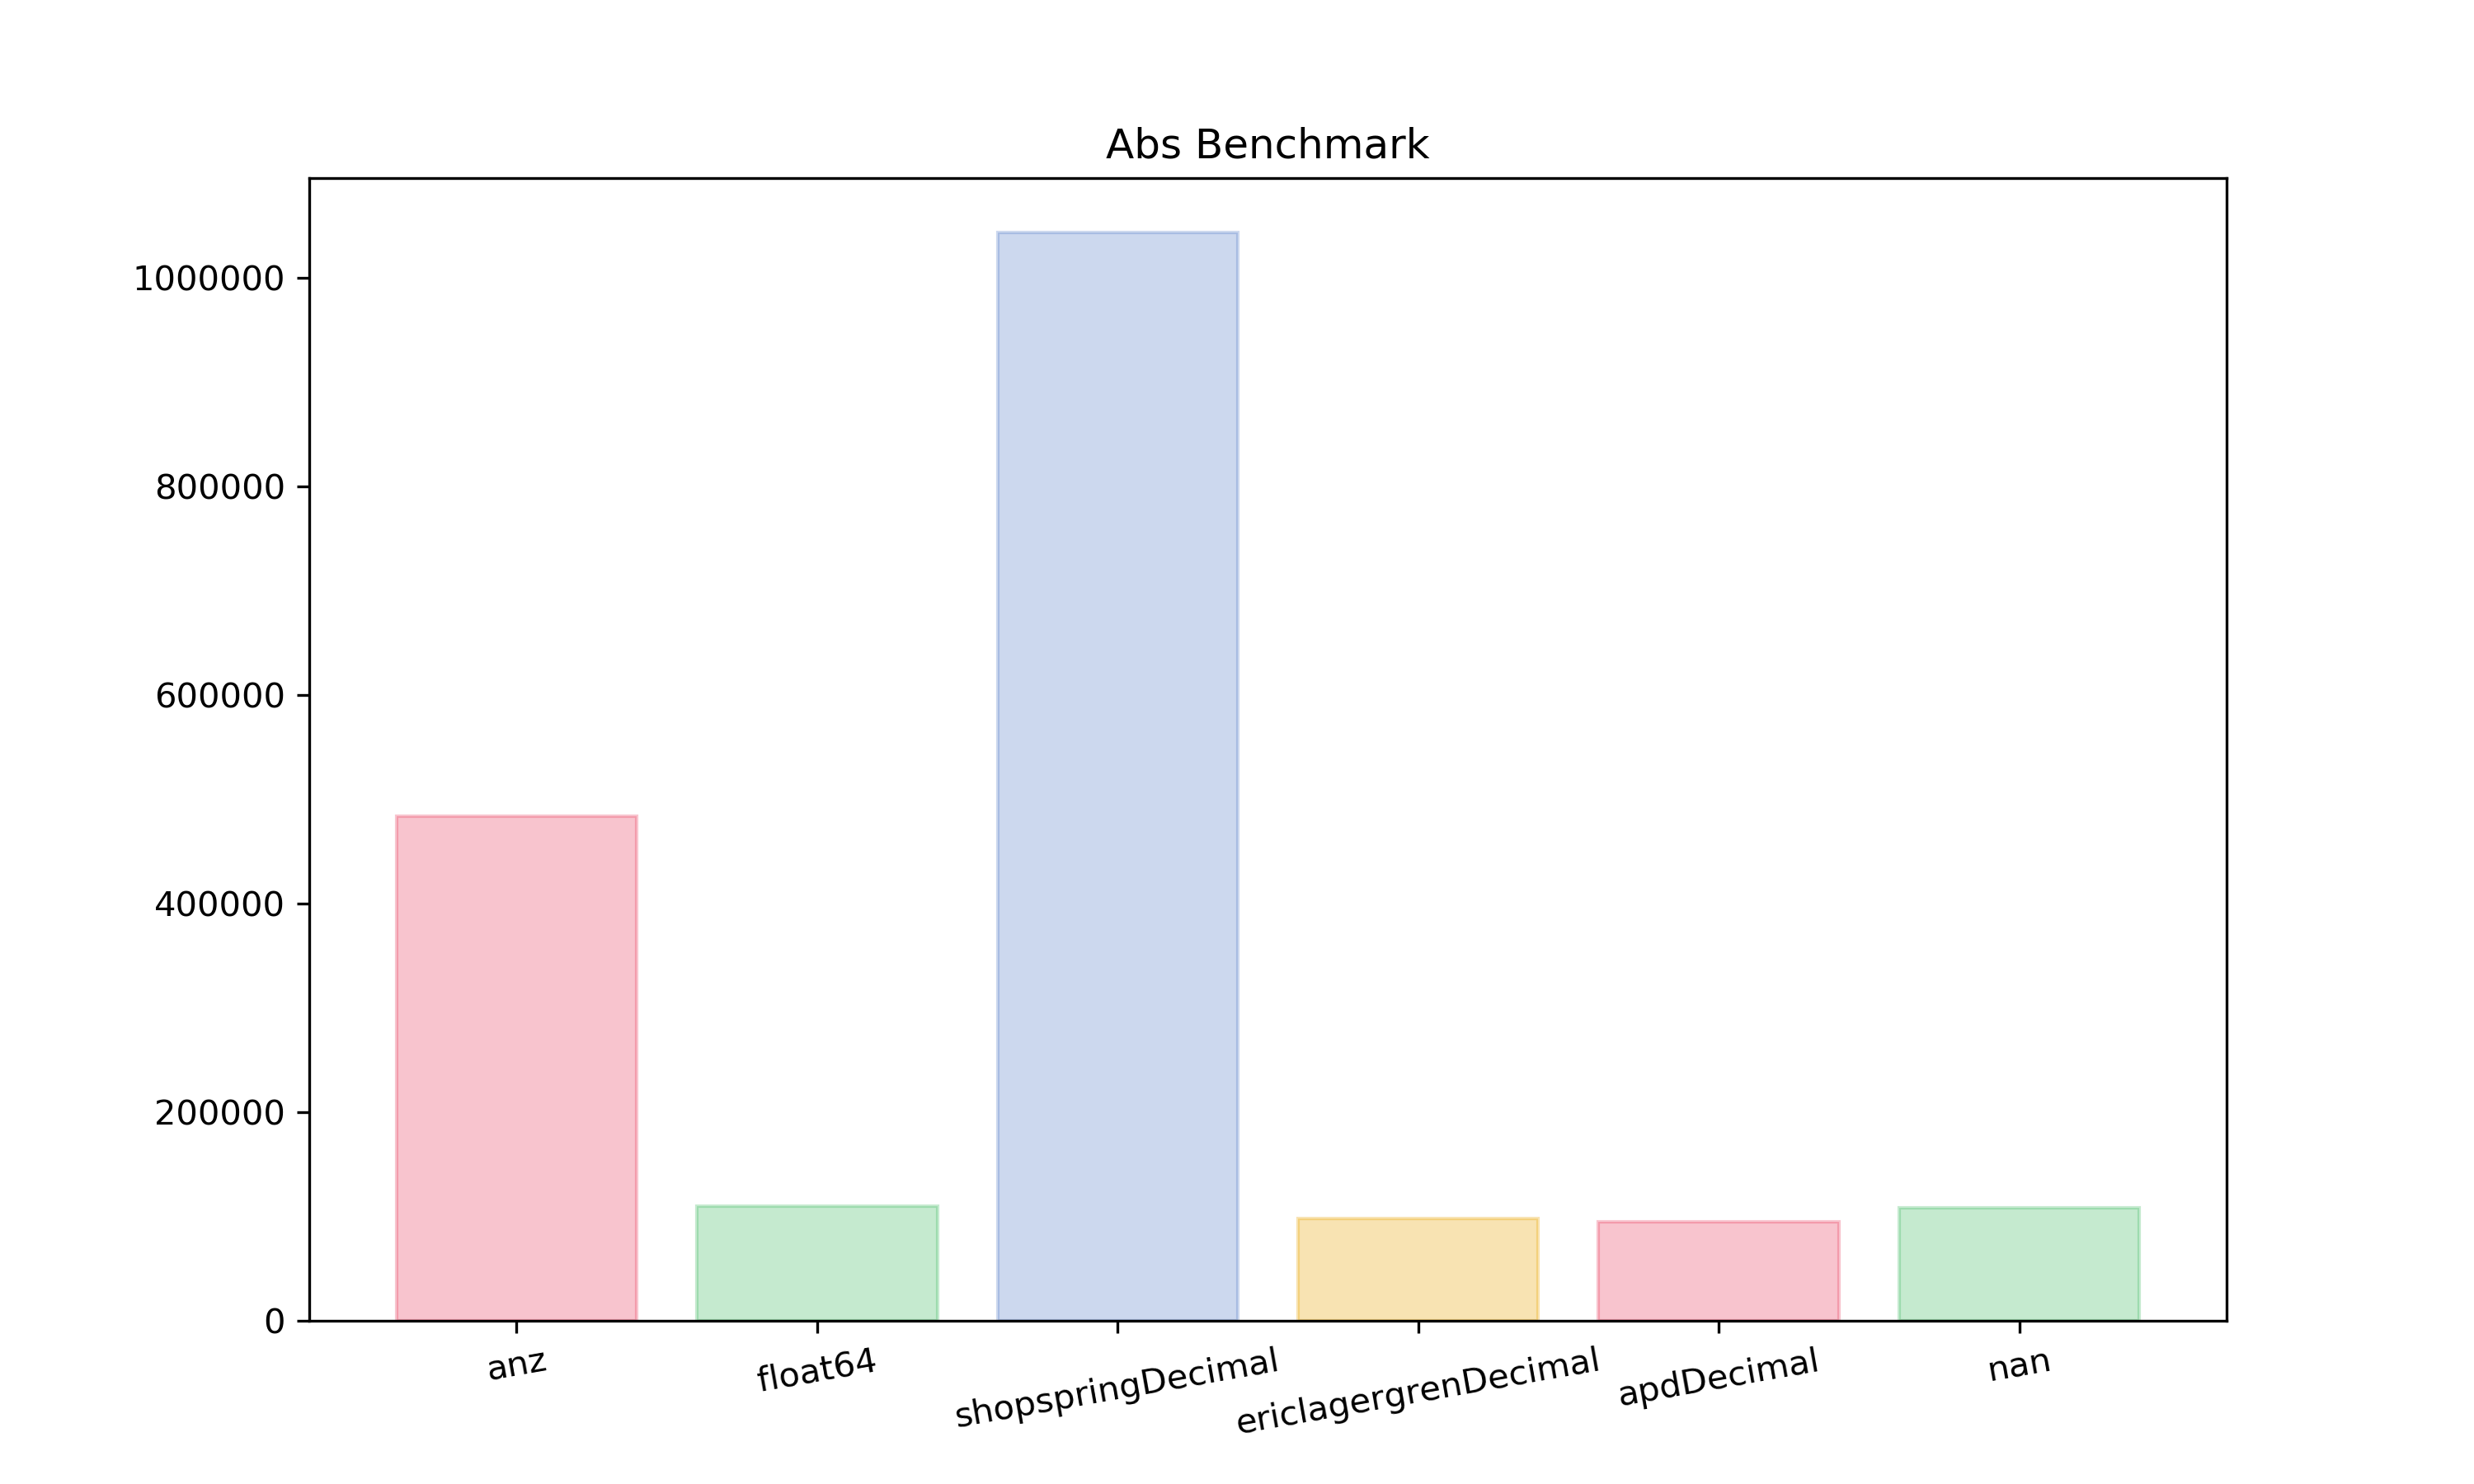 Abs Benchmark
1000000
800000
600000
400000
200000
0
anz
float64
shopspringDecimal
ericlagergrenDecimal
apdDecimal
nan